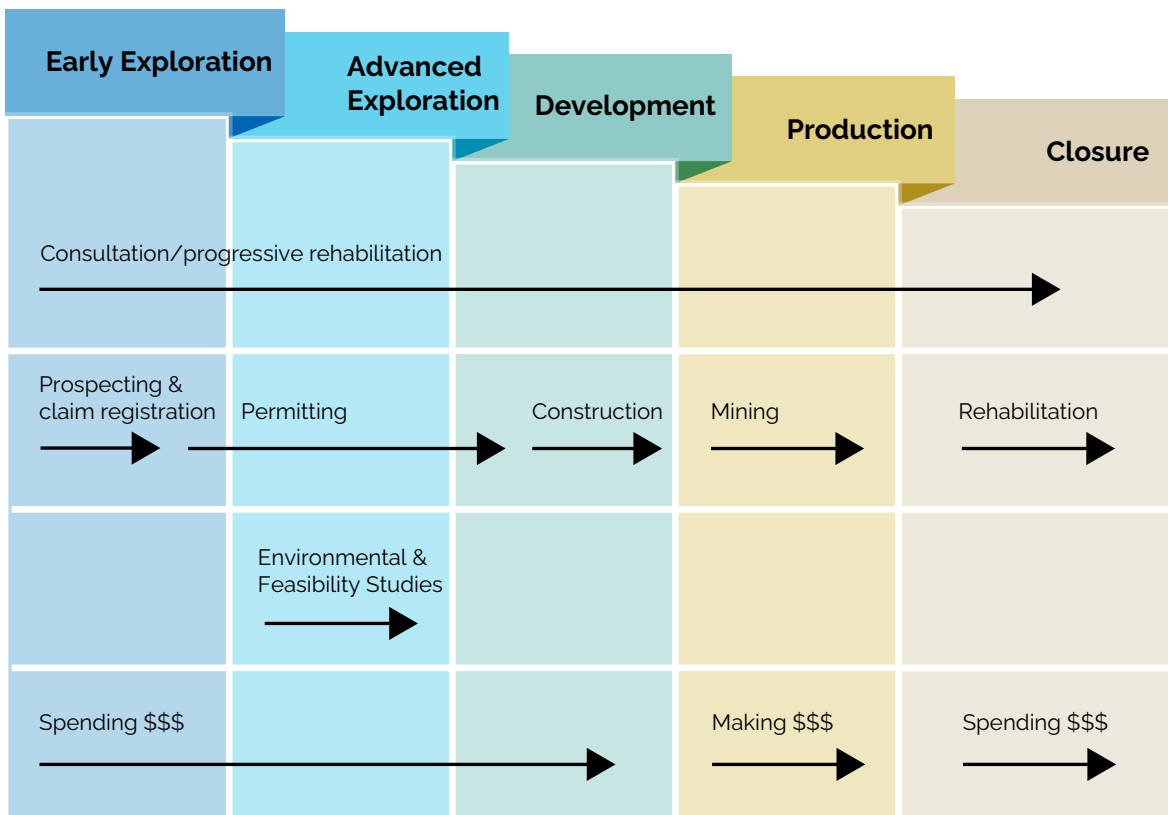 Early Exploration
Advanced
Exploration
Development
Production
Closure
Consultation/progressive rehabilitation
Prospecting &
claim registration
Permitting
Construction
Mining
Rehabilitation
Environmental &
Feasibility Studies
Spending $$$
Making $$$
Spending $$$